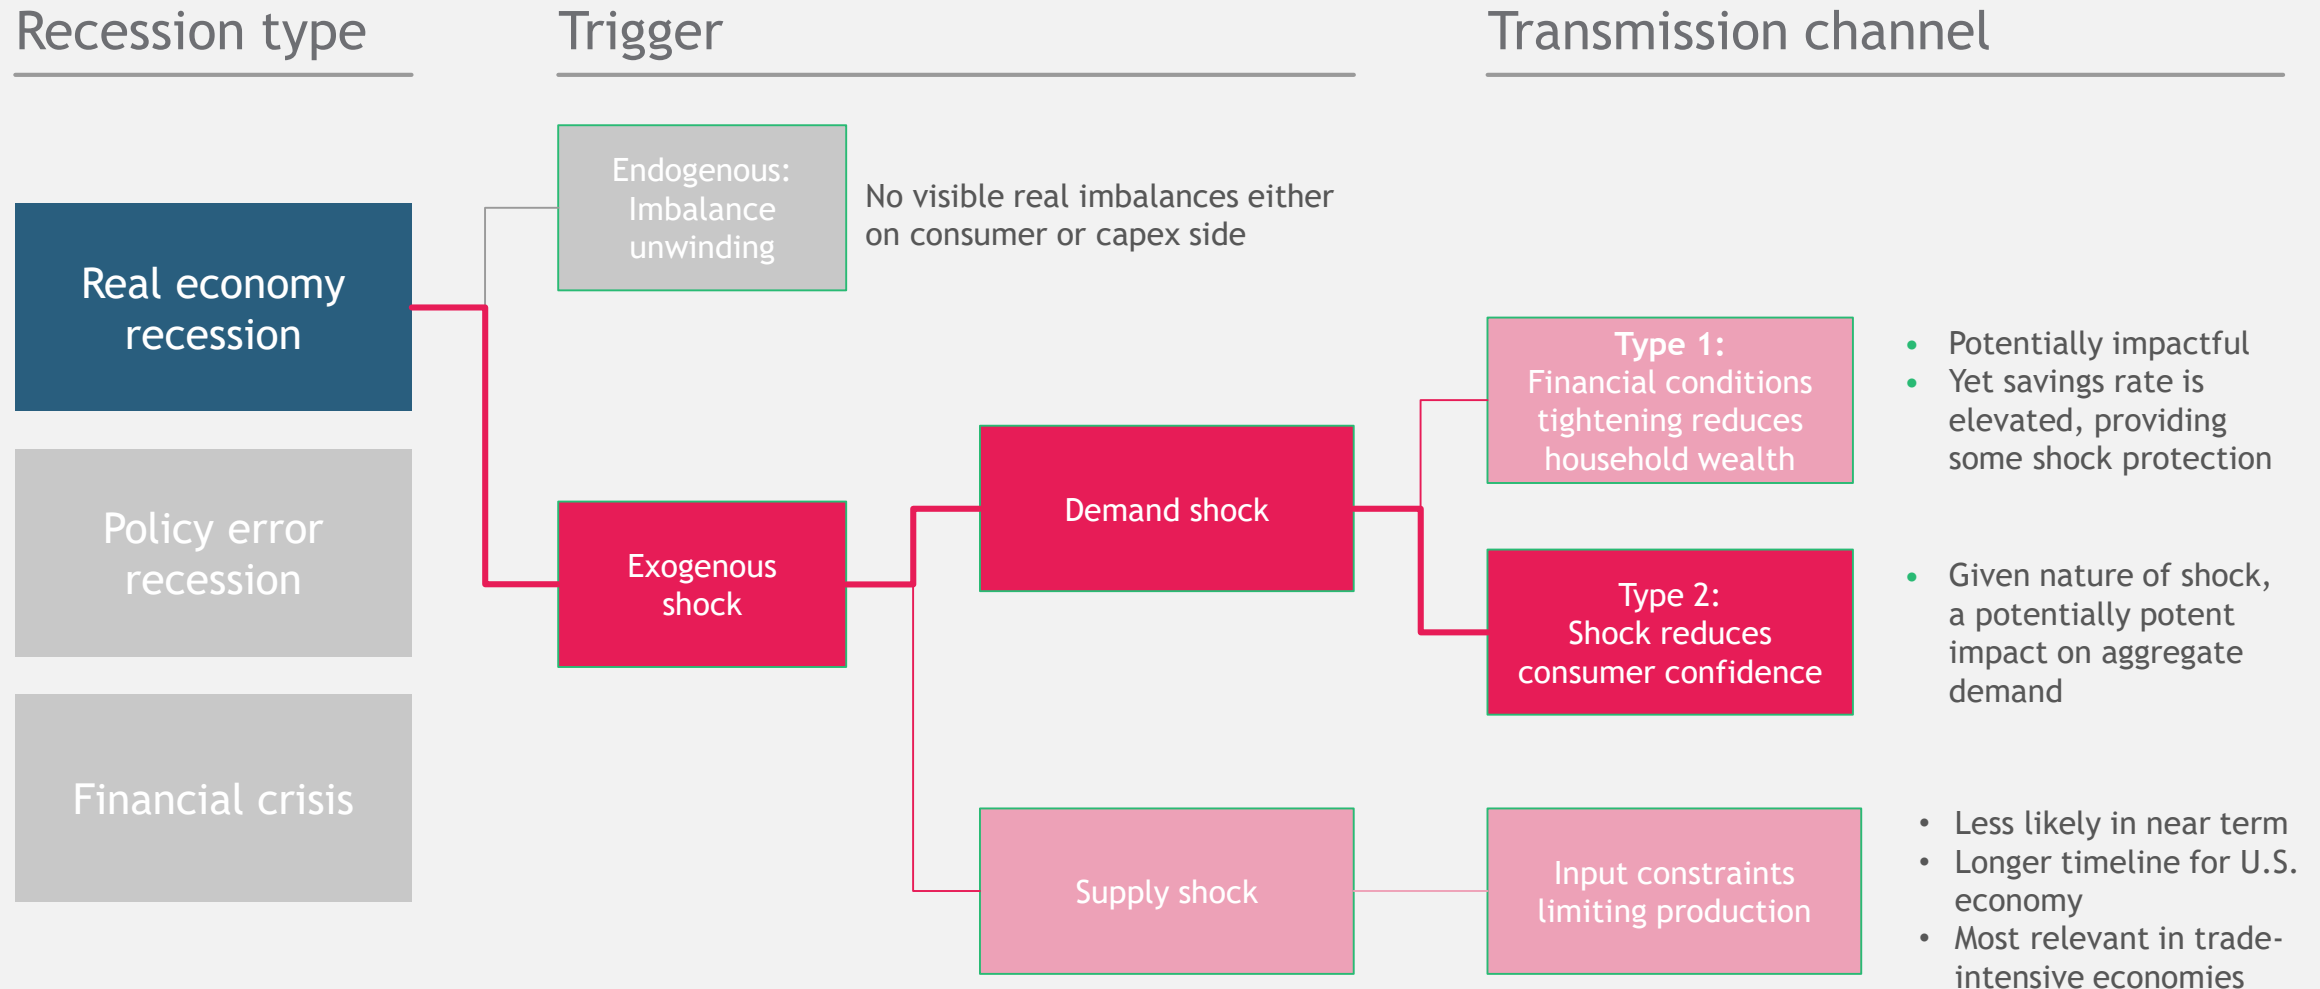 Recession type
Trigger
Transmission channel
Endogenous:
Imbalance
unwinding
No visible real imbalances either
on consumer or capex side
Real economy
recession
Policy error
recession
Financial crisis
Exogenous
shock
Demand shock
Supply shock
Type 1:
Financial conditions
tightening reduces
household wealth
• Potentially impactful
• Yet savings rate is
elevated, providing
some shock protection
Type 2:
Shock reduces
consumer confidence
• Given nature of shock,
a potentially potent
impact on aggregate
demand
Input constraints
limiting production
• Less likely in near term
• Longer timeline for U.S.
economy
• Most relevant in trade-
intensive economies